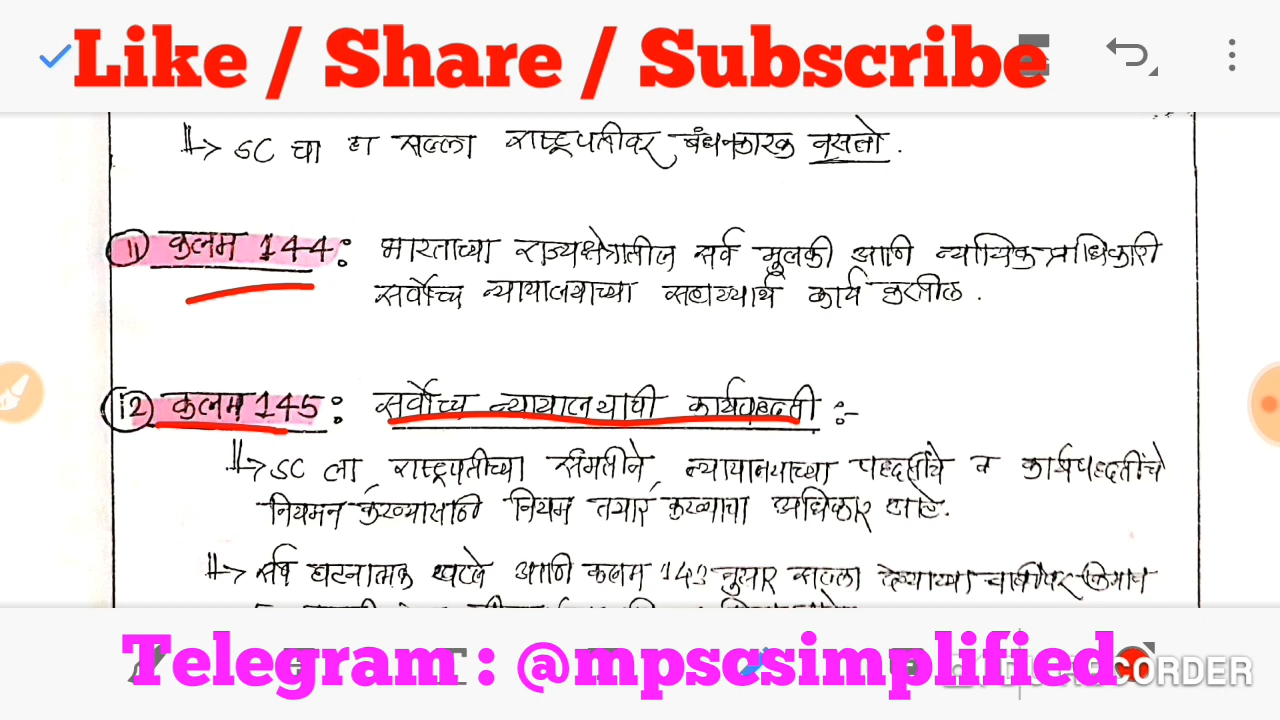 Like / Share / Subscribe
↳ SC चा हा सल्ला राष्ट्रपतीवर बंधनकारक नसतो.
11) कलम 144 : भारताच्या राज्यक्षेत्रातील सर्व मूलकी आणि न्यायिक प्राधिकारी
सर्वोच्च न्यायालयाच्या सहाय्यार्थ कार्य करतील.
12) कलम 145 : सर्वोच्च न्यायालयाची कार्यपद्धती :-
↳ SC ला राष्ट्रपतीच्या संमतीने न्यायालयाच्या पद्धतीचे व कार्यपद्धतींचे
नियमन करण्यासाठी नियम तयार करण्याचा अधिकार आहे.
↳ सर्व घटनात्मक खटले आणि कलम 143 नुसार सल्ला देण्याच्या
Telegram : @mpscsimplified
RECORDER